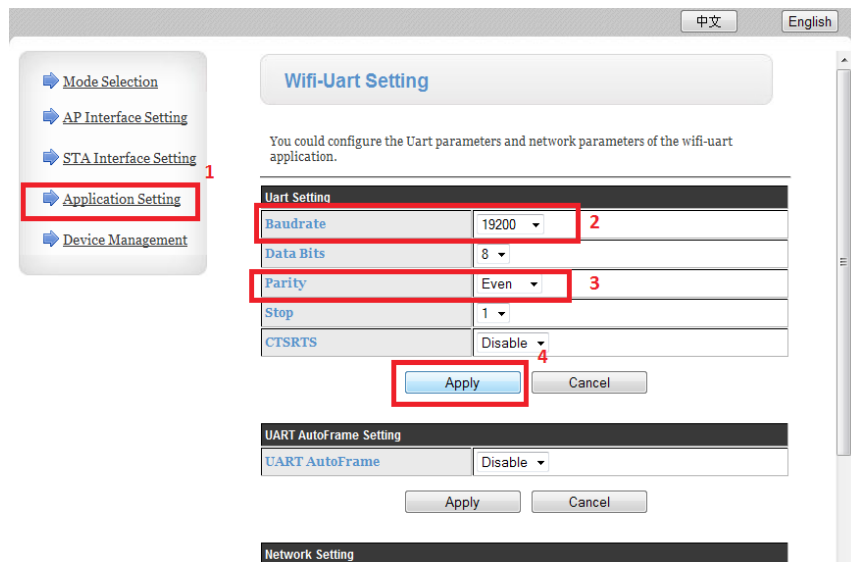 中文 English
Mode Selection
AP Interface Setting
STA Interface Setting
1
Application Setting
Device Management
Wifi-Uart Setting
You could configure the Uart parameters and network parameters of the wifi-uart
application.
Uart Setting
Baudrate 19200 2
Data Bits 8
Parity Even 3
Stop 1
CTSRTS Disable
4
Apply Cancel
UART AutoFrame Setting
UART AutoFrame Disable
Apply Cancel
Network Setting